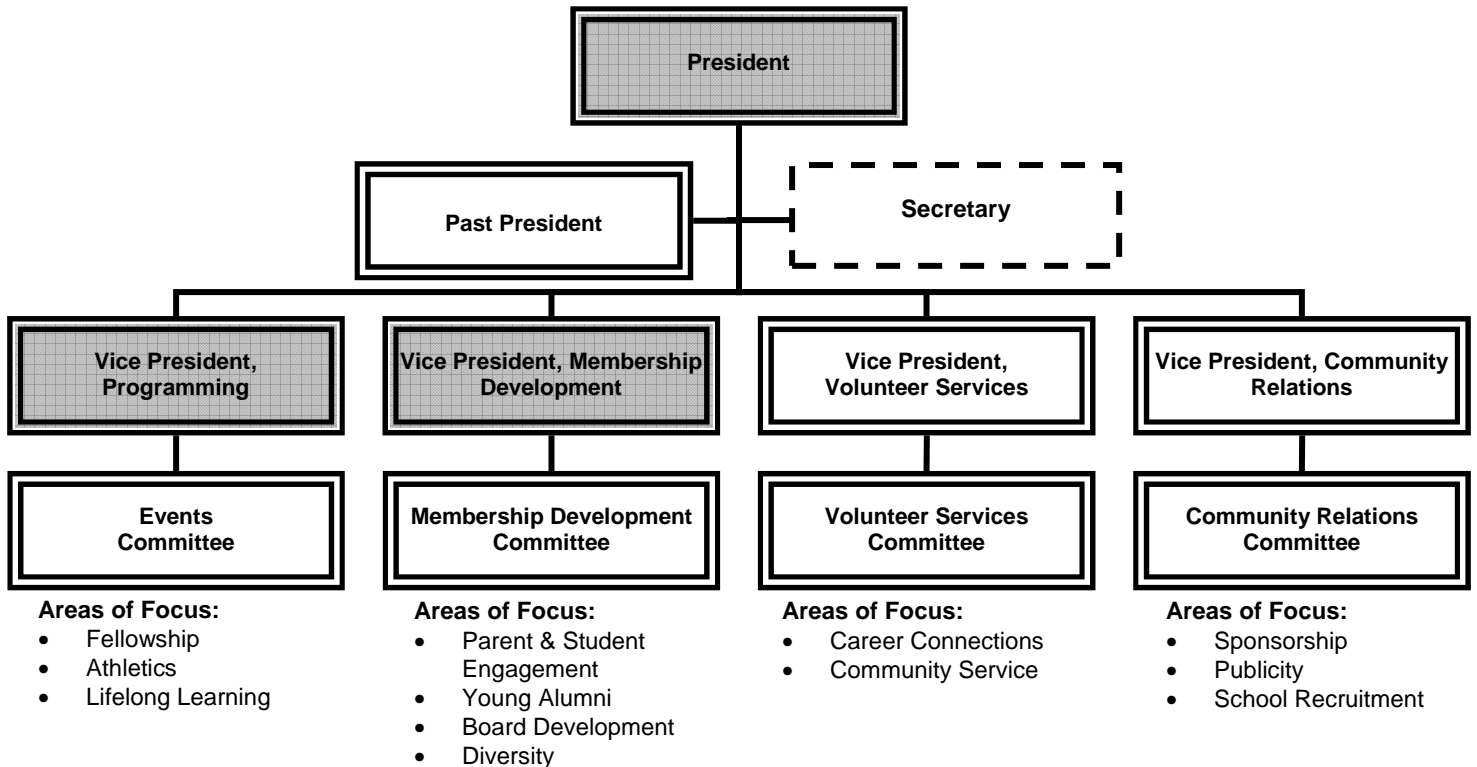 President
Past President
Secretary
Vice President,
Programming
Vice President, Membership
Development
Vice President,
Volunteer Services
Vice President, Community
Relations
Events
Committee
Membership Development
Committee
Volunteer Services
Committee
Community Relations
Committee
Areas of Focus:
• Fellowship
• Athletics
• Lifelong Learning
Areas of Focus:
• Parent & Student
Engagement
• Young Alumni
• Board Development
• Diversity
Areas of Focus:
• Career Connections
• Community Service
Areas of Focus:
• Sponsorship
• Publicity
• School Recruitment